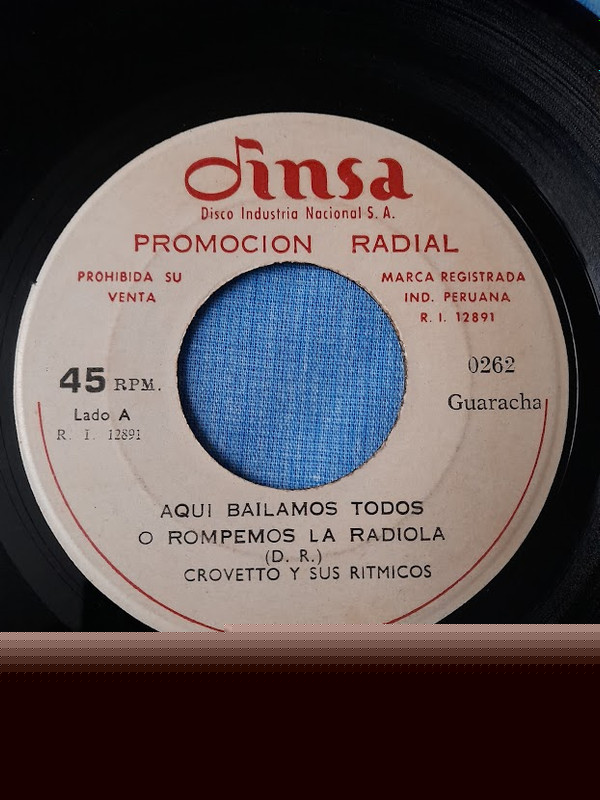 dinsa
Disco Industria Nacional S. A.
PROMOCION RADIAL
PROHIBIDA SU
VENTA
MARCA REGISTRADA
IND. PERUANA
R. I. 12891
45 RPM.
Lado A
R. I. 12891
0262
Guaracha
AQUI BAILAMOS TODOS
O ROMPEMOS LA RADIOLA
(D. R.)
CROVETTO Y SUS RITMICOS